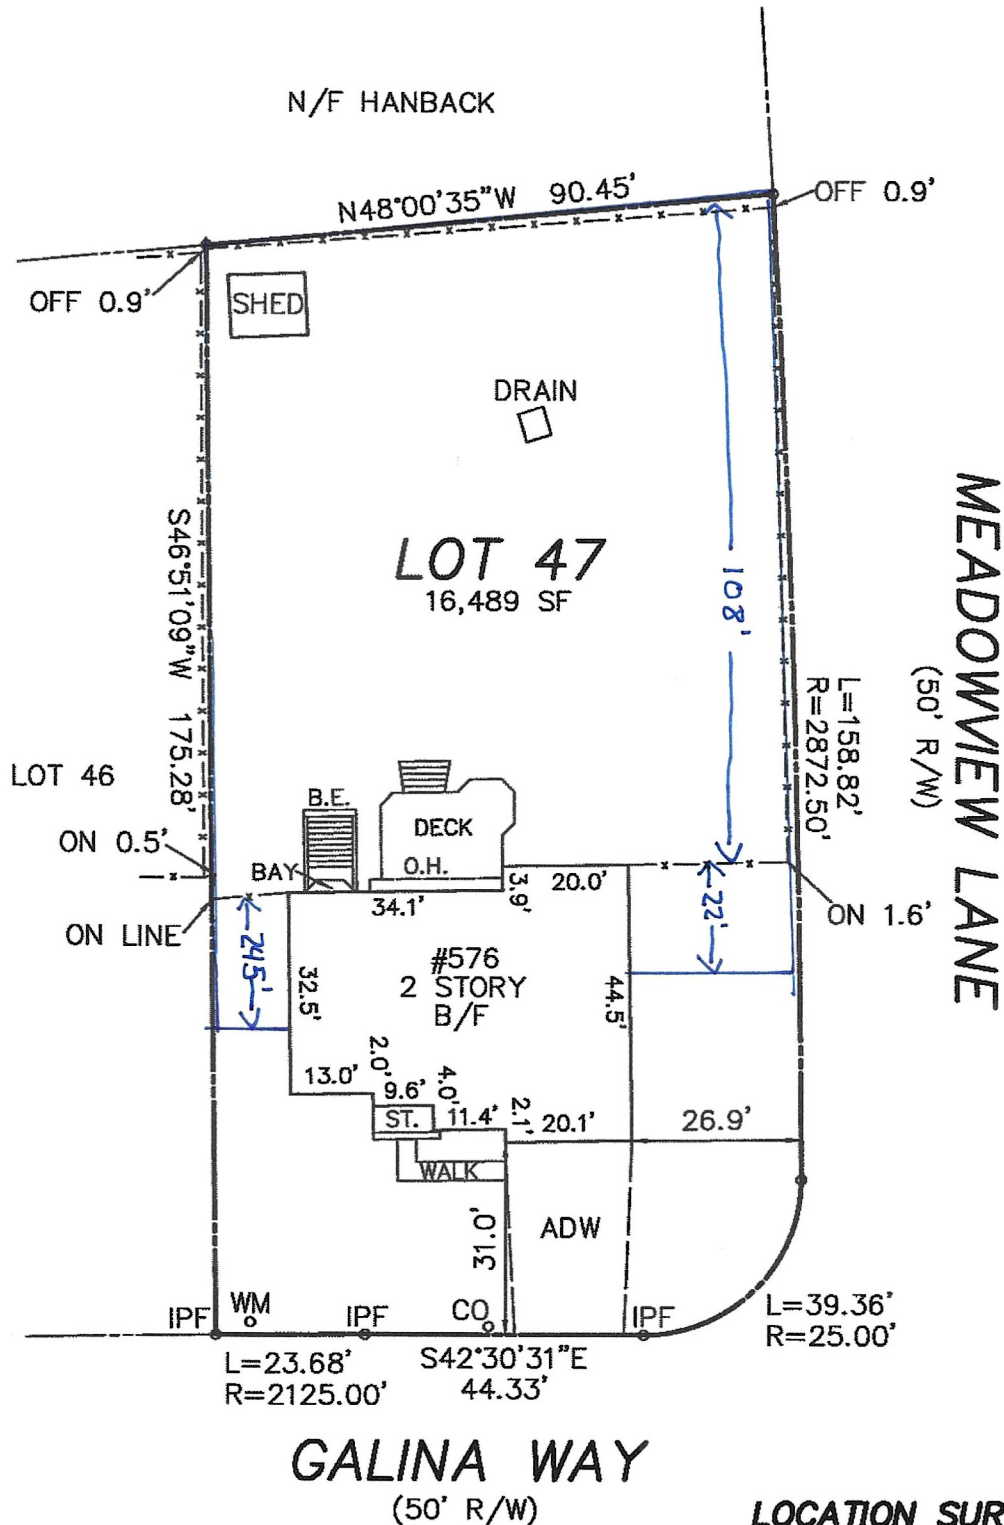 N/F HANBACK
N48°00'35"W 90.45'
OFF 0.9'
OFF 0.9'
SHED
DRAIN
LOT 47
16,489 SF
108'
S46°51'09"W 175.28'
L=158.82'
R=2872.50'
MEADOWVIEW LANE
(50' R/W)
LOT 46
B.E.
DECK
ON 0.5'
BAY
O.H.
20.0'
3.9'
34.1'
22'
ON 1.6'
ON LINE
245'
#576
2 STORY
B/F
32.5'
44.5'
13.0'
2.0'
9.6'
4.0'
ST.
11.4'
2.1'
20.1'
26.9'
WALK
31.0'
ADW
IPF
WM
IPF
CO
IPF
L=39.36'
R=25.00'
L=23.68'
R=2125.00'
S42°30'31"E
44.33'
GALINA WAY
(50' R/W)
LOCATION SUR